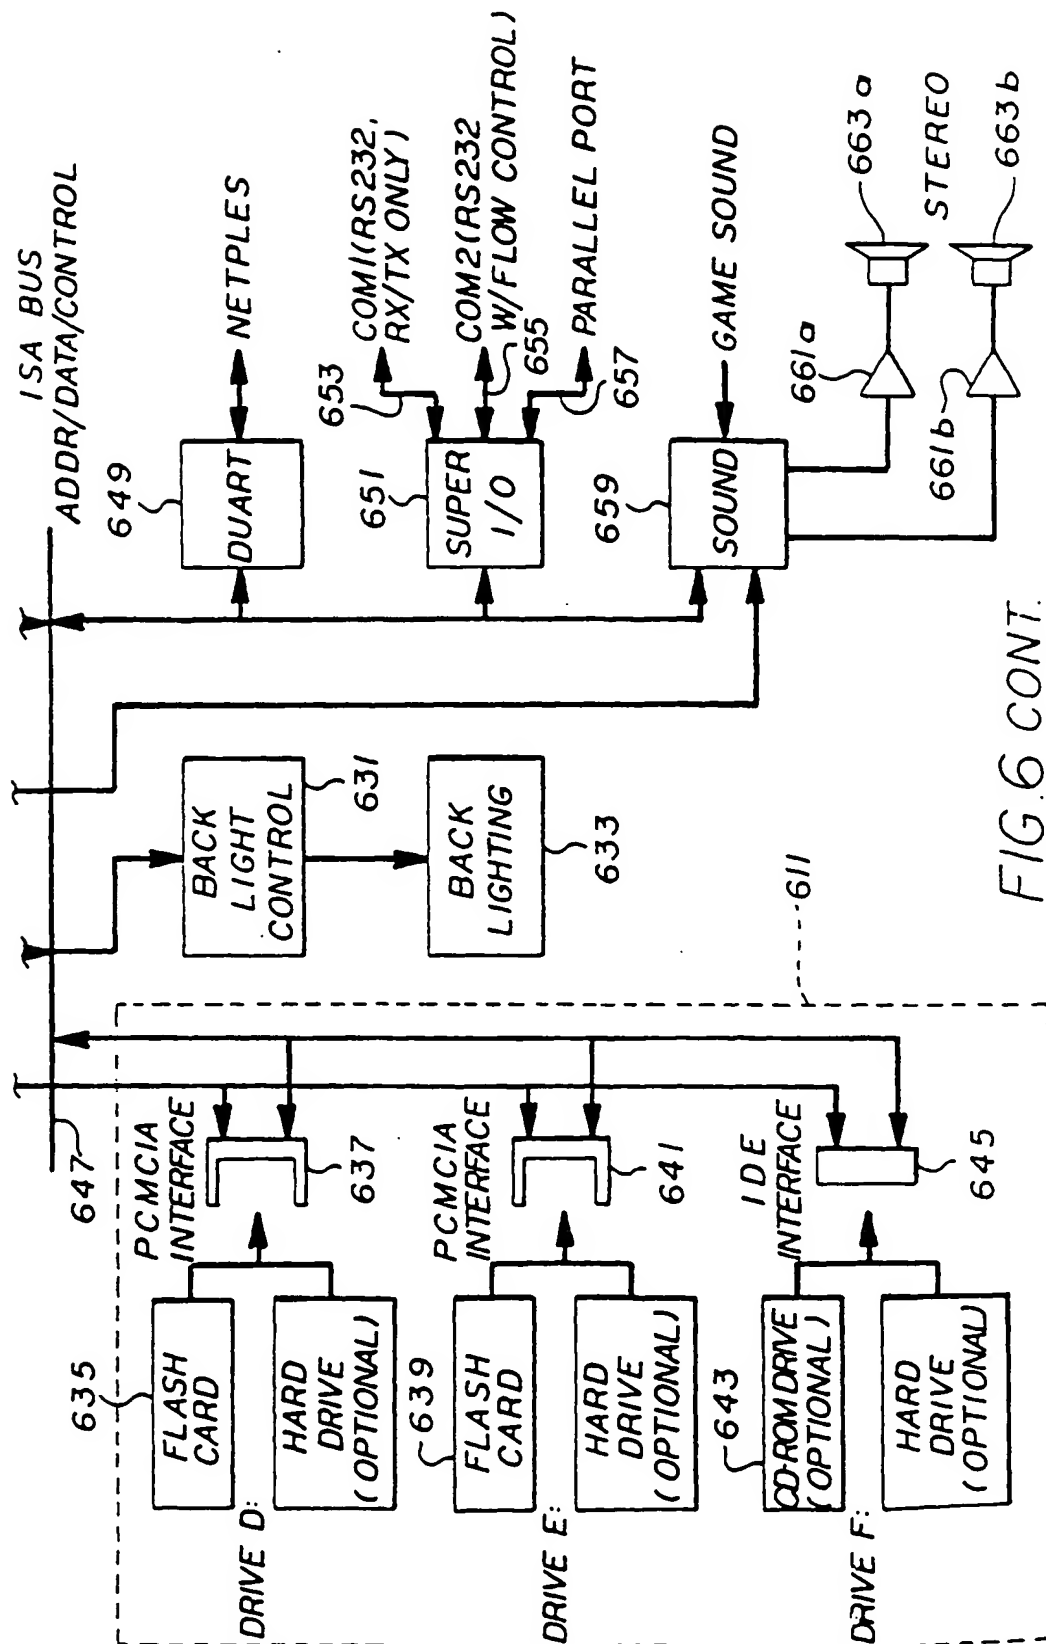 ISA BUS
ADDR/DATA/CONTROL
647
649
DUART
NETPLES
651
SUPER
I/O
653
COM1(RS232,
RX/TX ONLY)
COM2(RS232
W/FLOW CONTROL)
655
657
PARALLEL PORT
659
SOUND
GAME SOUND
661a
661b
663a
STEREO
663b
BACK
LIGHT
CONTROL
631
BACK
LIGHTING
633
611
635
FLASH
CARD
PCMCIA
INTERFACE
637
DRIVE D:
HARD
DRIVE
(OPTIONAL)
639
FLASH
CARD
PCMCIA
INTERFACE
641
DRIVE E:
HARD
DRIVE
(OPTIONAL)
643
CD-ROM DRIVE
(OPTIONAL)
IDE
INTERFACE
645
DRIVE F:
HARD
DRIVE
(OPTIONAL)
FIG.6 CONT.